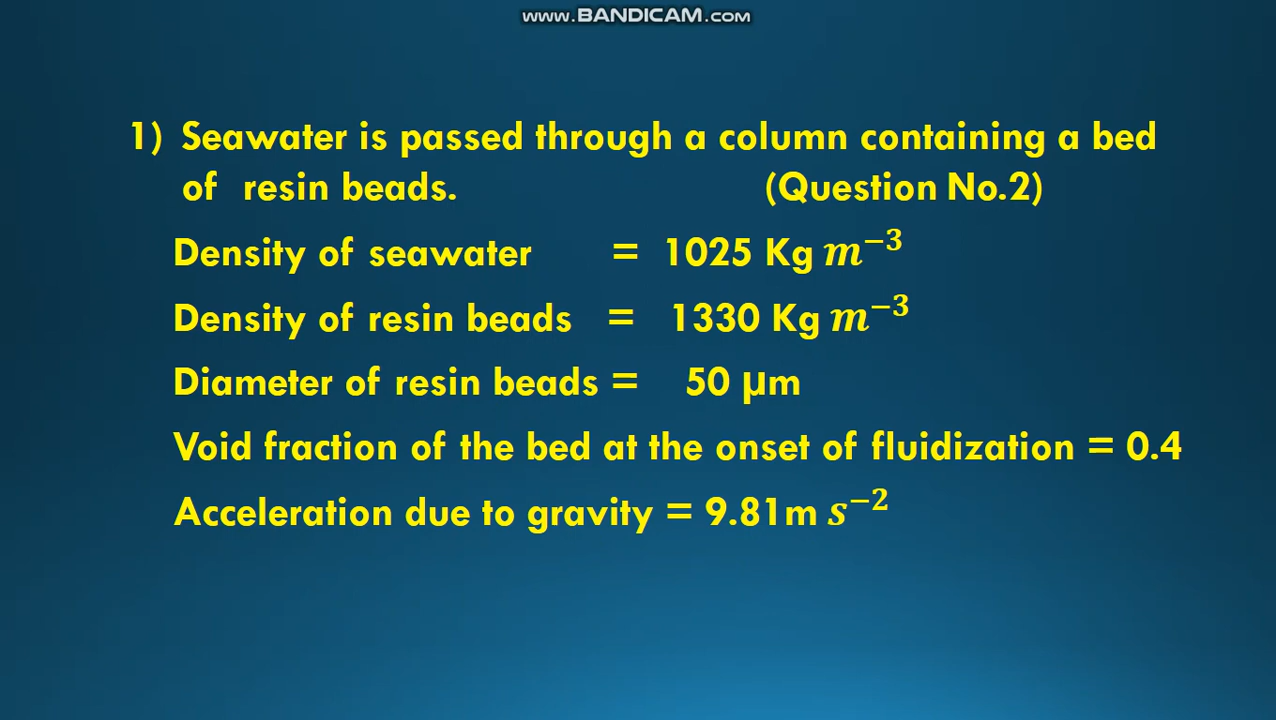 www.BANDICAM.com
1) Seawater is passed through a column containing a bed
of resin beads. (Question No.2)
Density of seawater = 1025 Kg m⁻³
Density of resin beads = 1330 Kg m⁻³
Diameter of resin beads = 50 µm
Void fraction of the bed at the onset of fluidization = 0.4
Acceleration due to gravity = 9.81m s⁻²